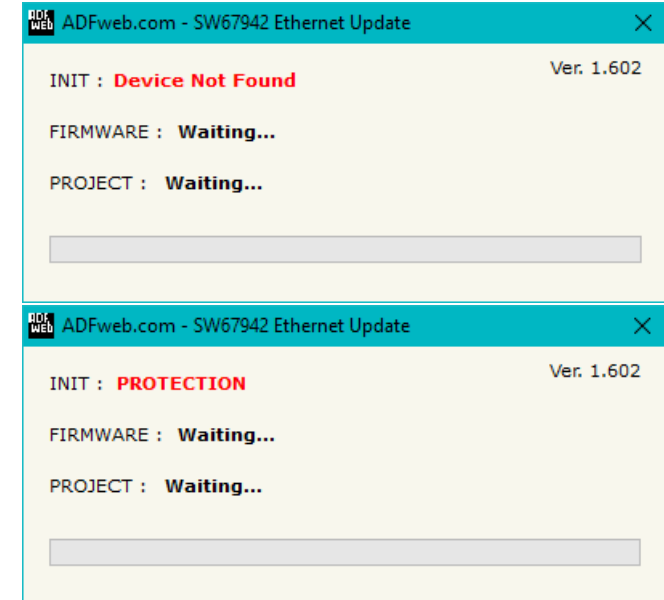 ADF WEB ADFweb.com - SW67942 Ethernet Update
Ver. 1.602
INIT : Device Not Found
FIRMWARE : Waiting...
PROJECT : Waiting...
ADF WEB ADFweb.com - SW67942 Ethernet Update
Ver. 1.602
INIT : PROTECTION
FIRMWARE : Waiting...
PROJECT : Waiting...